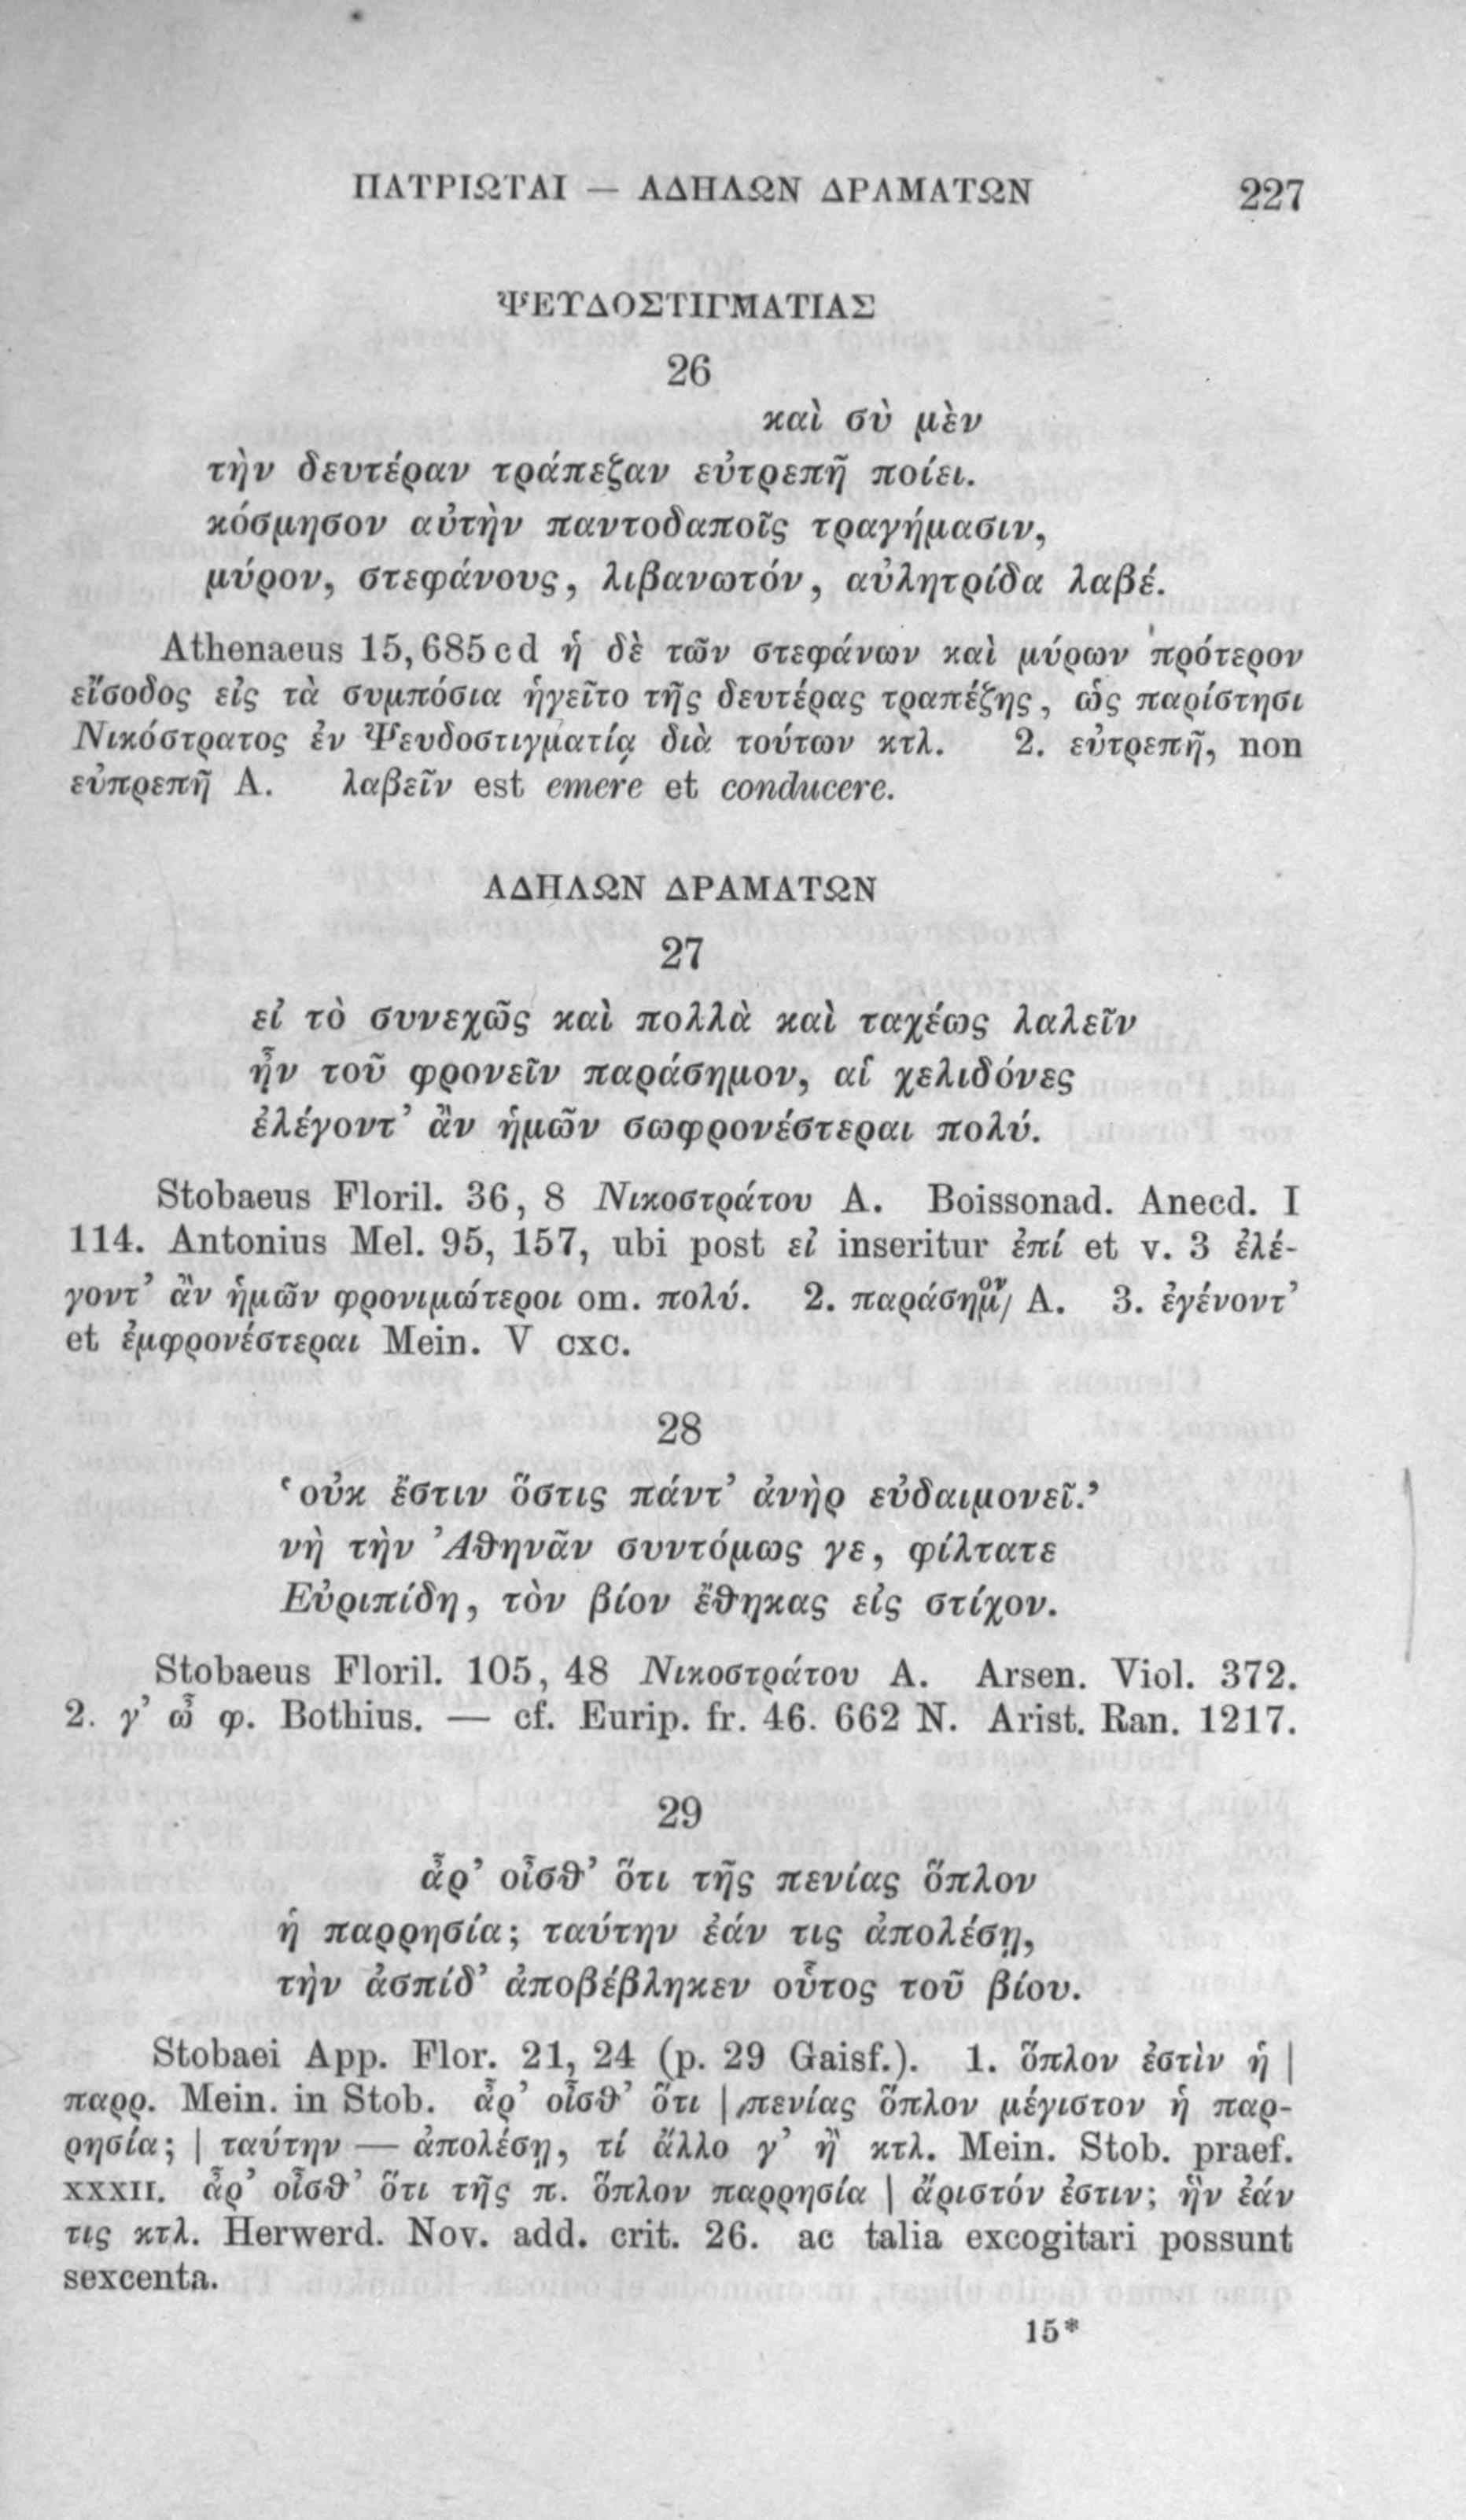 ΠΑΤΡΙΩΤΑΙ — ΑΔΗΛΩΝ ΔΡΑΜΑΤΩΝ 227
ΨΕΥΔΟΣΤΙΓΜΑΤΙΑΣ
26
καὶ σὺ μὲν
τὴν δευτέραν τράπεζαν εὐτρεπῆ ποίει.
κόσμησον αὐτὴν παντοδαποῖς τραγήμασιν,
μύρον, στεφάνους, λιβανωτόν, αὐλητρίδα λαβέ.
Athenaeus 15, 685 cd ἡ δὲ τῶν στεφάνων καὶ μύρων πρότερον
εἴσοδος εἰς τὰ συμπόσια ἡγεῖτο τῆς δευτέρας τραπέζης, ὡς παρίστησι
Νικόστρατος ἐν Ψευδοστιγματίᾳ διὰ τούτων κτλ. 2. εὐτρεπῆ, non
εὐπρεπῆ A. λαβεῖν est emere et conducere.
ΑΔΗΛΩΝ ΔΡΑΜΑΤΩΝ
27
εἰ τὸ συνεχῶς καὶ πολλὰ καὶ ταχέως λαλεῖν
ἦν τοῦ φρονεῖν παράσημον, αἱ χελιδόνες
ἐλέγοντ’ ἂν ἡμῶν σωφρονέστεραι πολύ.
Stobaeus Floril. 36, 8 Νικοστράτου A. Boissonad. Anecd. I
114. Antonius Mel. 95, 157, ubi post εἰ inseritur ἐπί et v. 3 ἐλέ-
γοντ’ ἂν ἡμῶν φρονιμώτεροι om. πολύ. 2. παράσημ/ον A. 3. ἐγένοντ’
et ἐμφρονέστεραι Mein. V CXC.
28
‘οὐκ ἔστιν ὅστις πάντ’ ἀνὴρ εὐδαιμονεῖ.’
νὴ τὴν Ἀθηνᾶν συντόμως γε, φίλτατε
Εὐριπίδη, τὸν βίον ἔθηκας εἰς στίχον.
Stobaeus Floril. 105, 48 Νικοστράτου A. Arsen. Viol. 372.
2. γ’ ὦ φ. Bothius. — cf. Eurip. fr. 46. 662 N. Arist. Ran. 1217.
29
ἆρ’ οἶσθ’ ὅτι τῆς πενίας ὅπλον
ἡ παρρησία; ταύτην ἐάν τις ἀπολέσῃ,
τὴν ἀσπίδ’ ἀποβέβληκεν οὗτος τοῦ βίου.
Stobaei App. Flor. 21, 24 (p. 29 Gaisf.). 1. ὅπλον ἐστὶν ἡ |
παρρ. Mein. in Stob. ἆρ’ οἶσθ’ ὅτι | πενίας ὅπλον μέγιστον ἡ παρ-
ρησία; | ταύτην — ἀπολέσῃ, τί ἄλλο γ’ ἢ κτλ. Mein. Stob. praef.
XXXII. ἆρ’ οἶσθ’ ὅτι τῆς π. ὅπλον παρρησία | ἄριστόν ἐστιν; ἣν ἐάν
τις κτλ. Herwerd. Nov. add. crit. 26. ac talia excogitari possunt
sexcenta.
15*